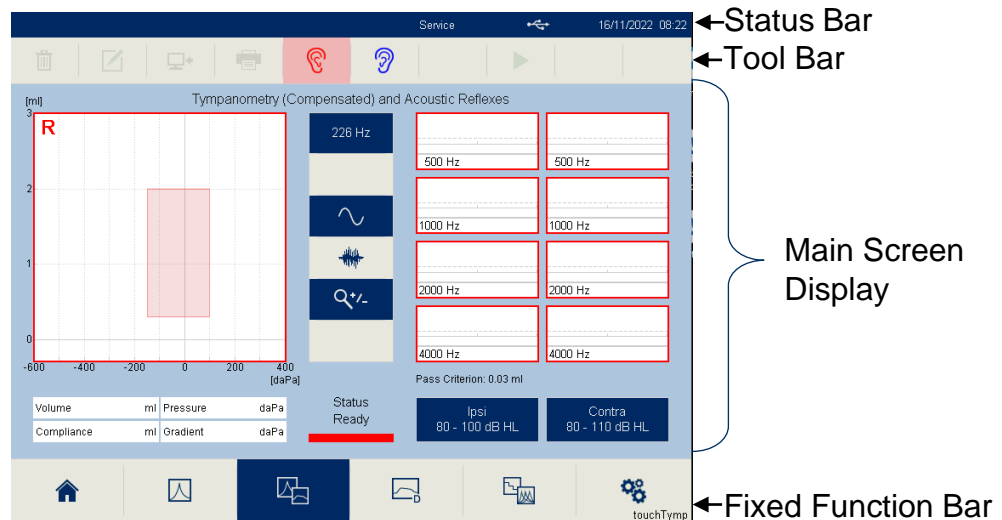 Service
16/11/2022 08:22
Status Bar
Tool Bar
Tympanometry (Compensated) and Acoustic Reflexes
[ml]
3
R
2
1
0
-600 -400 -200 0 200 400
[daPa]
226 Hz
+/-
500 Hz 500 Hz
1000 Hz 1000 Hz
2000 Hz 2000 Hz
4000 Hz 4000 Hz
Pass Criterion: 0.03 ml
Volume ml Pressure daPa
Compliance ml Gradient daPa
Status
Ready
Ipsi
80 - 100 dB HL
Contra
80 - 110 dB HL
Main Screen
Display
D
touchTymp
Fixed Function Bar